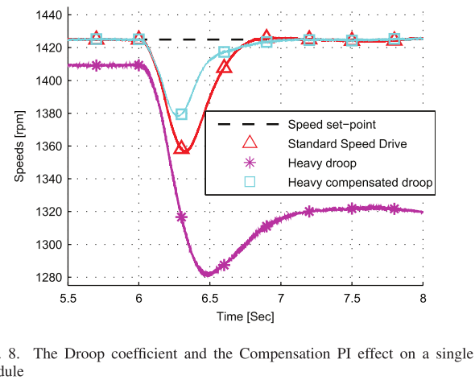 1440
1420
1400
1380
1360
1340
1320
1300
1280
Speeds [rpm]
5.5 6 6.5 7 7.5 8
Time [Sec]
Speed set-point
Standard Speed Drive
Heavy droop
Heavy compensated droop
. 8. The Droop coefficient and the Compensation PI effect on a single
dule